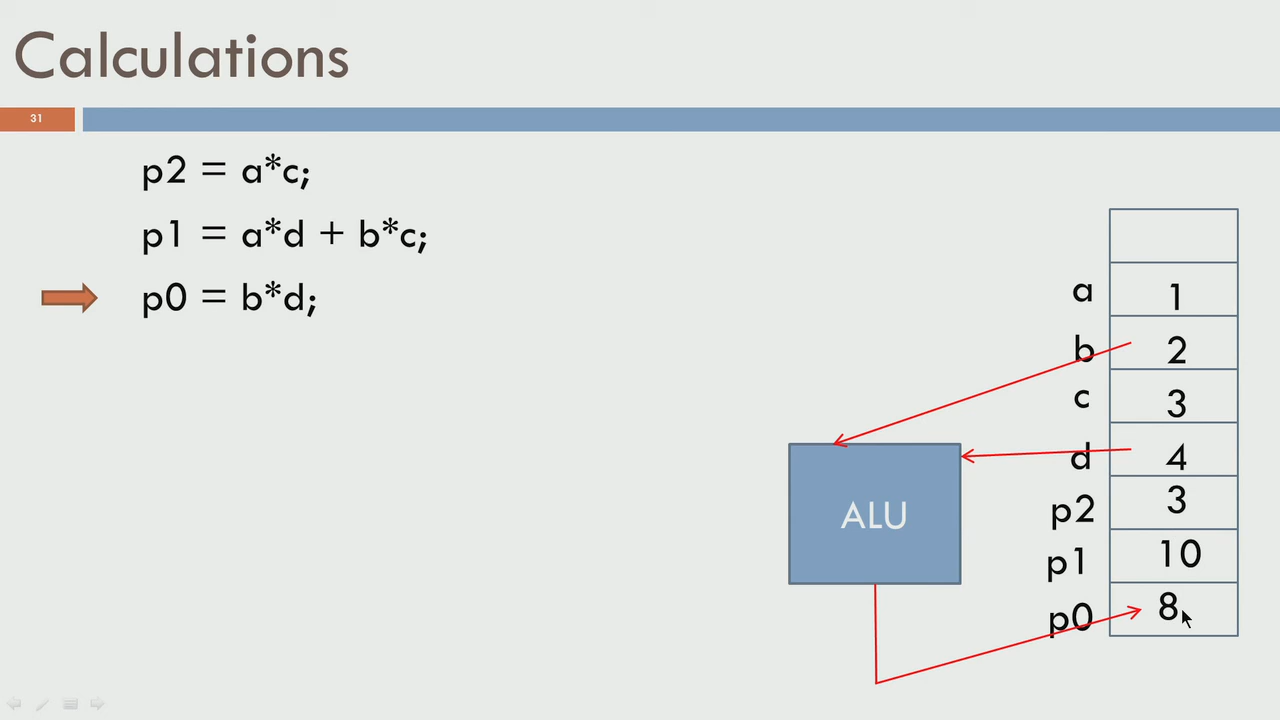 Calculations
31
p2 = a*c;
p1 = a*d + b*c;
p0 = b*d;
a 1
b 2
c 3
d 4
p2 3
p1 10
p0 8
ALU